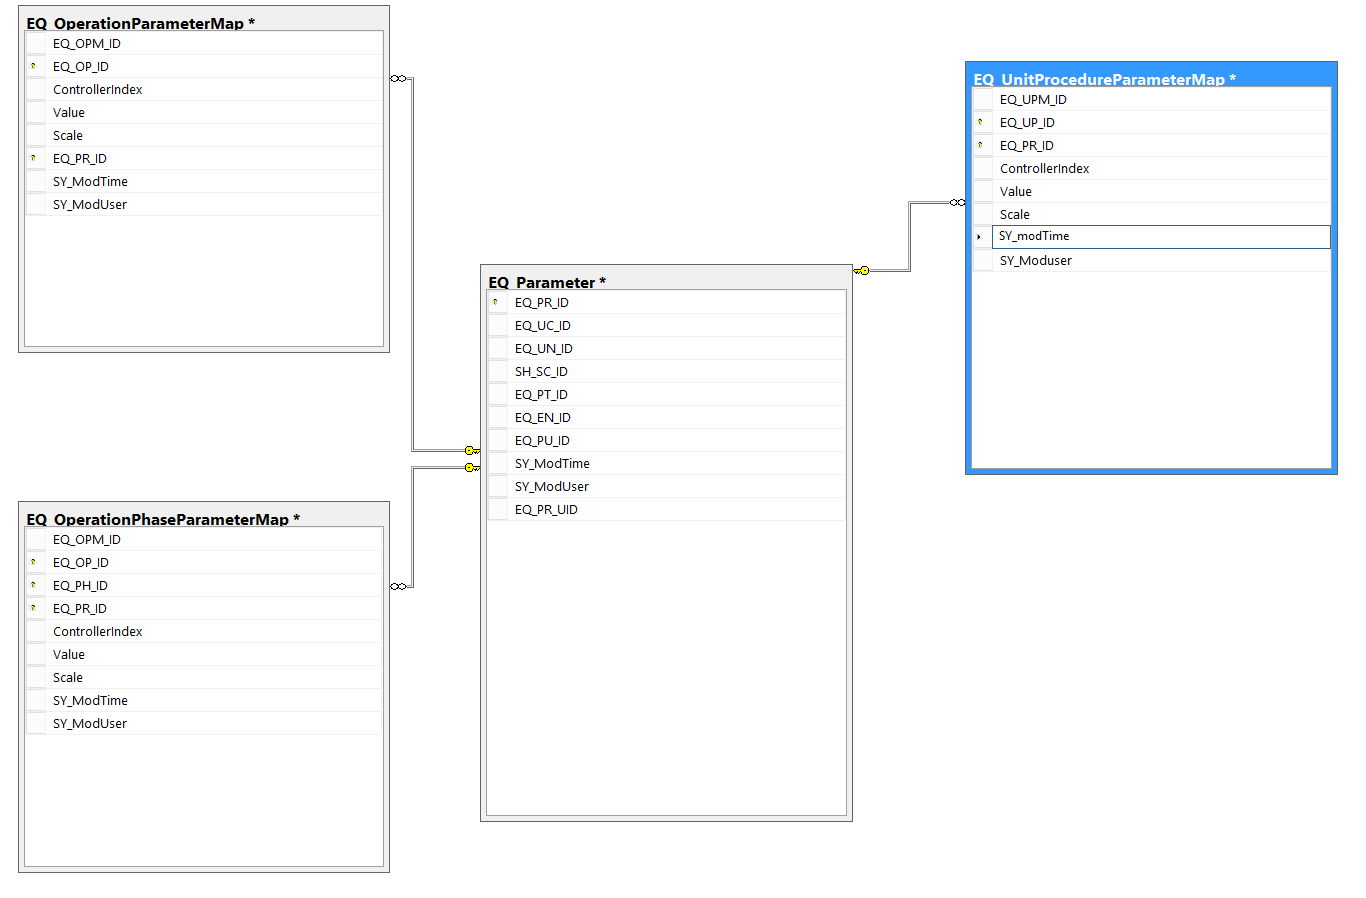 EQ_OperationParameterMap *
EQ_OPM_ID
EQ_OP_ID
ControllerIndex
Value
Scale
EQ_PR_ID
SY_ModTime
SY_ModUser
EQ_UnitProcedureParameterMap *
EQ_UPM_ID
EQ_UP_ID
EQ_PR_ID
ControllerIndex
Value
Scale
SY_modTime
SY_Moduser
EQ_Parameter *
EQ_PR_ID
EQ_UC_ID
EQ_UN_ID
SH_SC_ID
EQ_PT_ID
EQ_EN_ID
EQ_PU_ID
SY_ModTime
SY_ModUser
EQ_PR_UID
EQ_OperationPhaseParameterMap *
EQ_OPM_ID
EQ_OP_ID
EQ_PH_ID
EQ_PR_ID
ControllerIndex
Value
Scale
SY_ModTime
SY_ModUser